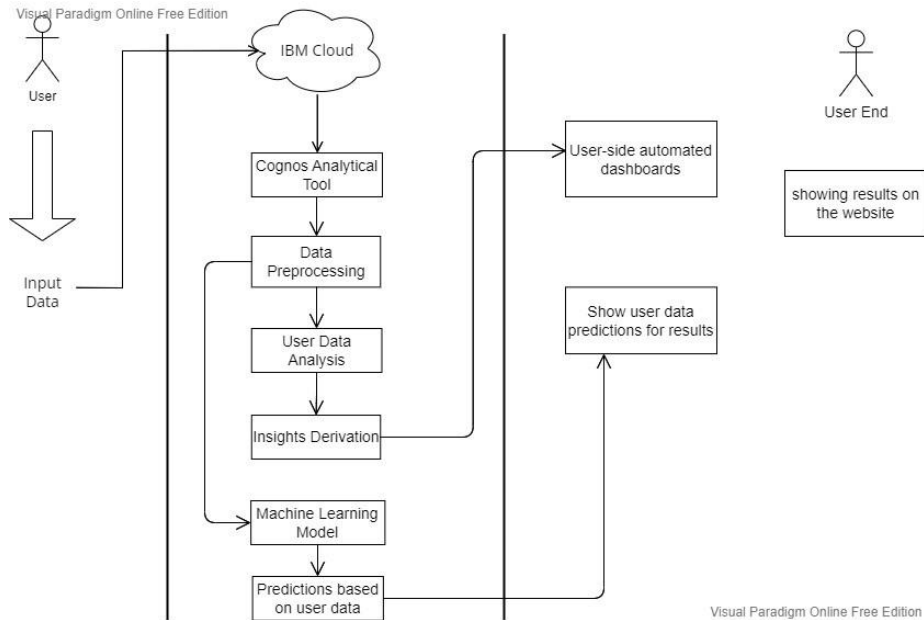 Visual Paradigm Online Free Edition
User
Input
Data
IBM Cloud
Cognos Analytical
Tool
Data
Preprocessing
User Data
Analysis
Insights Derivation
Machine Learning
Model
Predictions based
on user data
User-side automated
dashboards
Show user data
predictions for results
User End
showing results on
the website
Visual Paradigm Online Free Edition